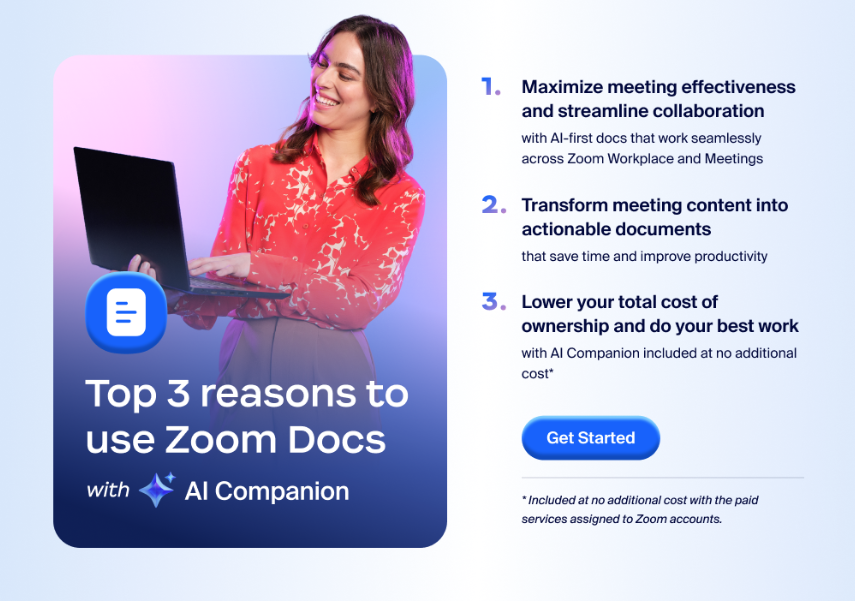 Top 3 reasons to
use Zoom Docs
with AI Companion
1. Maximize meeting effectiveness
and streamline collaboration
with AI-first docs that work seamlessly
across Zoom Workplace and Meetings
2. Transform meeting content into
actionable documents
that save time and improve productivity
3. Lower your total cost of
ownership and do your best work
with AI Companion included at no additional
cost*
Get Started
* Included at no additional cost with the paid
services assigned to Zoom accounts.